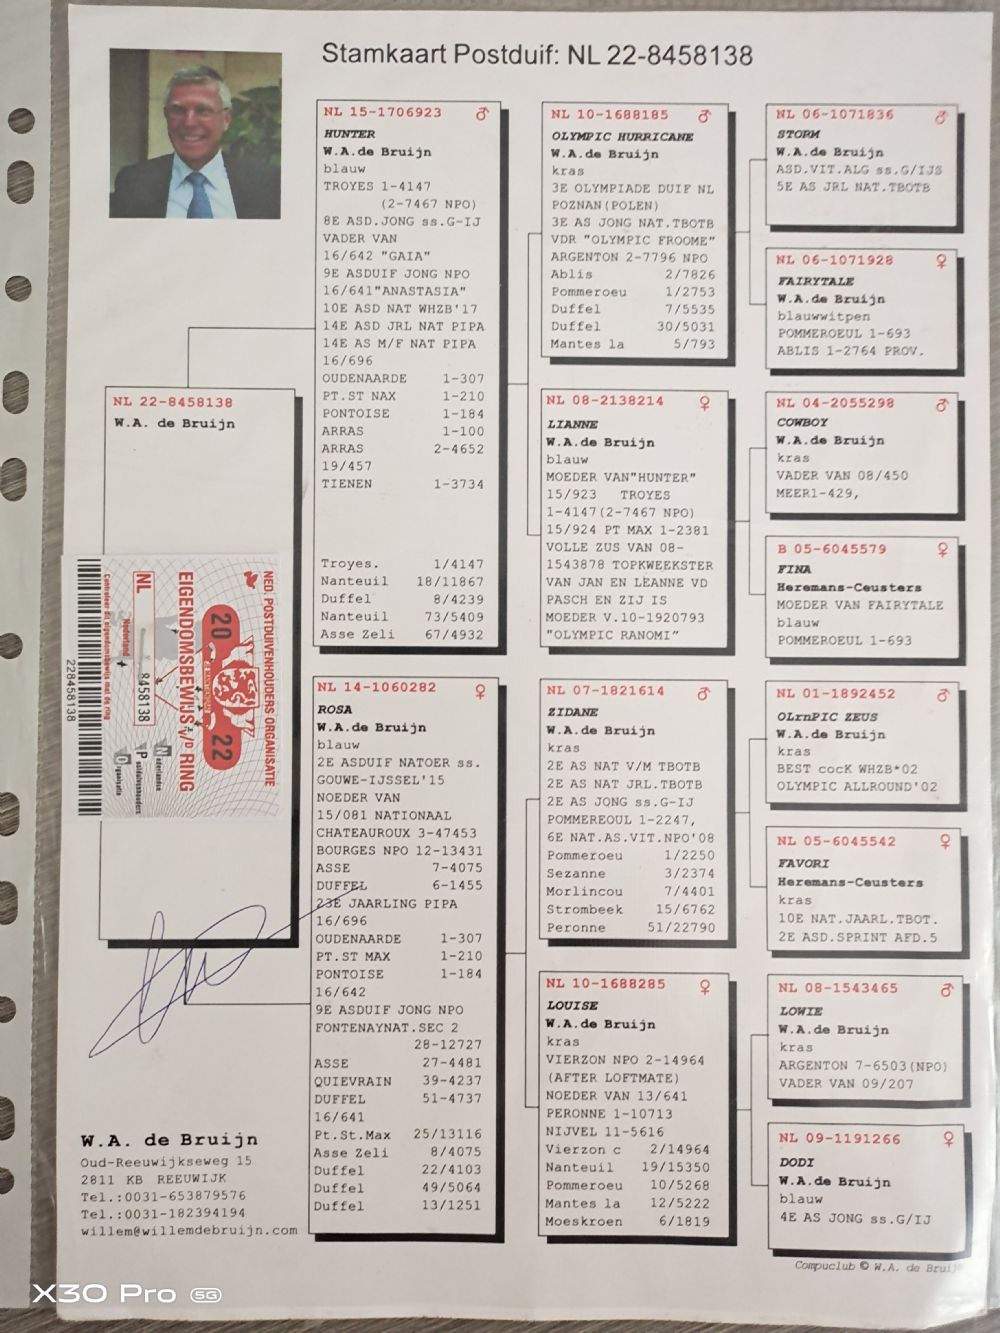 Stamkaart Postduif: NL 22-8458138
NL 22-8458138
W.A. de Bruijn
NL 15-1706923 ♂
HUNTER
W.A.de Bruijn
blauw
TROYES 1-4147
(2-7467 NPO)
8E ASD.JONG ss.G-IJ
VADER VAN
16/642 "GAIA"
9E ASDUIF JONG NPO
16/641"ANASTASIA"
10E ASD NAT WHZB'17
14E ASD JRL NAT PIPA
14E AS M/F NAT PIPA
16/696
OUDENAARDE 1-307
PT.ST NAX 1-210
PONTOISE 1-184
ARRAS 1-100
ARRAS 2-4652
19/457
TIENEN 1-3734
Troyes. 1/4147
Nanteuil 18/11867
Duffel 8/4239
Nanteuil 73/5409
Asse Zeli 67/4932
NL 14-1060282 ♀
ROSA
W.A.de Bruijn
blauw
2E ASDUIF NATOER ss.
GOUWE-IJSSEL'15
NOEDER VAN
15/081 NATIONAAL
CHATEAUROUX 3-47453
BOURGES NPO 12-13431
ASSE 7-4075
DUFFEL 6-1455
23E JAARLING PIPA
16/696
OUDENAARDE 1-307
PT.ST MAX 1-210
PONTOISE 1-184
16/642
9E ASDUIF JONG NPO
FONTENAYNAT.SEC 2
28-12727
ASSE 27-4481
QUIEVRAIN 39-4237
DUFFEL 51-4737
16/641
Pt.St.Max 25/13116
Asse Zeli 8/4075
Duffel 22/4103
Duffel 49/5064
Duffel 13/1251
NL 10-1688185 ♂
OLYMPIC HURRICANE
W.A.de Bruijn
kras
3E OLYMPIADE DUIF NL
POZNAN(POLEN)
3E AS JONG NAT.TBOTB
VDR "OLYMPIC FROOME"
ARGENTON 2-7796 NPO
Ablis 2/7826
Pommeroeu 1/2753
Duffel 7/5535
Duffel 30/5031
Mantes la 5/793
NL 08-2138214 ♀
LIANNE
W.A.de Bruijn
blauw
MOEDER VAN"HUNTER"
15/923 TROYES
1-4147(2-7467 NPO)
15/924 PT MAX 1-2381
VOLLE ZUS VAN 08-
1543878 TOPKWEEKSTER
VAN JAN EN LEANNE VD
PASCH EN ZIJ IS
MOEDER V.10-1920793
"OLYMPIC RANOMI"
NL 07-1821614 ♂
ZIDANE
W.A.de Bruijn
kras
2E AS NAT V/M TBOTB
2E AS NAT JRL.TBOTB
2E AS JONG ss.G-IJ
POMMEREOUL 1-2247,
6E NAT.AS.VIT.NPO'08
Pommeroeu 1/2250
Sezanne 3/2374
Morlincou 7/4401
Strombeek 15/6762
Peronne 51/22790
NL 10-1688285 ♀
LOUISE
W.A.de Bruijn
kras
VIERZON NPO 2-14964
(AFTER LOFTMATE)
NOEDER VAN 13/641
PERONNE 1-10713
NIJVEL 11-5616
Vierzon c 2/14964
Nanteuil 19/15350
Pommeroeu 10/5268
Mantes la 12/5222
Moeskroen 6/1819
NL 06-1071836 ♂
STORM
W.A.de Bruijn
ASD.VIT.ALG ss.G/IJS
5E AS JRL NAT.TBOTB
NL 06-1071928 ♀
FAIRYTALE
W.A.de Bruijn
blauwwitpen
POMMEROEUL 1-693
ABLIS 1-2764 PROV.
NL 04-2055298 ♂
COWBOY
W.A.de Bruijn
kras
VADER VAN 08/450
MEER1-429,
B 05-6045579 ♀
FINA
Heremans-Ceusters
MOEDER VAN FAIRYTALE
blauw
POMMEROEUL 1-693
NL 01-1892452 ♂
OLrnPIC ZEUS
W.A.de Bruijn
kras
BEST cocK WHZB*02
OLYMPIC ALLROUND'02
NL 05-6045542 ♀
FAVORI
Heremans-Ceusters
kras
10E NAT.JAARL.TBOT.
2E ASD.SPRINT AFD.5
NL 08-1543465 ♂
LOWIE
W.A.de Bruijn
kras
ARGENTON 7-6503(NPO)
VADER VAN 09/207
NL 09-1191266 ♀
DODI
W.A.de Bruijn
blauw
4E AS JONG ss.G/IJ
NED. POSTDUIVENHOUDERS ORGANISATIE
2022
EIGENDOMSBEWIJS v/d RING
NL 8458138
Nederland
Nederlandse
Postduivenhouders
Organisatie
Controleer dit eigendomsbewijs met de ring
228458138
W.A. de Bruijn
Oud-Reeuwijkseweg 15
2811 KB REEUWIJK
Tel.:0031-653879576
Tel.:0031-182394194
willem@willemdebruijn.com
Compuclub © W.A. de Bruijn
X30 Pro 5G